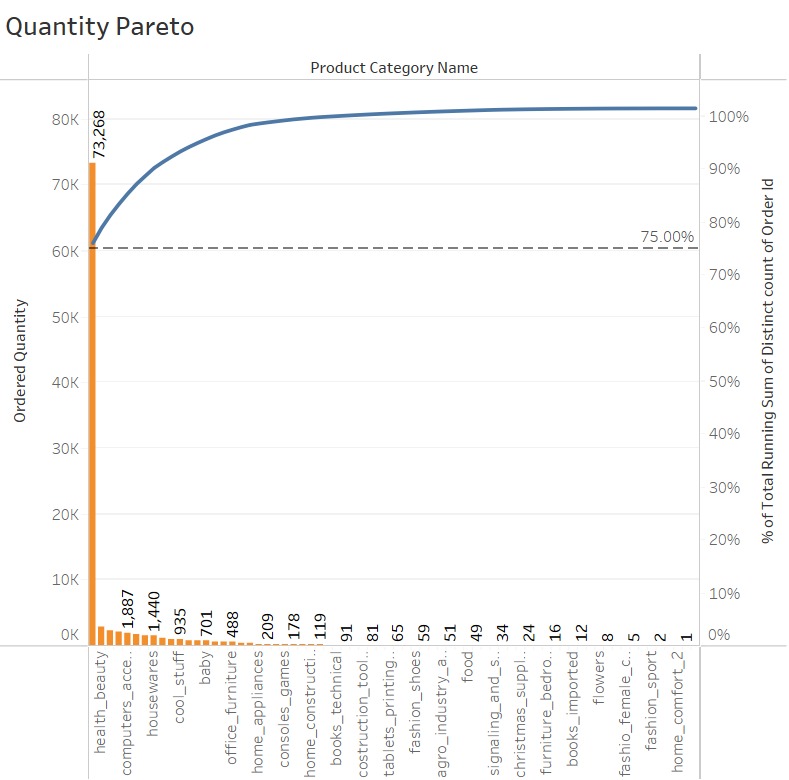 Quantity Pareto
Product Category Name
80K
70K
60K
50K
40K
30K
20K
10K
0K
Ordered Quantity
73,268
1,887
1,440
935
701
488
209
178
119
91
81
65
59
51
49
34
24
16
12
8
5
2
1
75.00%
100%
90%
80%
70%
60%
50%
40%
30%
20%
10%
0%
% of Total Running Sum of Distinct count of Order Id
health_beauty
computers_acce..
housewares
cool_stuff
baby
office_furniture
home_appliances
consoles_games
home_constructi..
books_technical
costruction_tool..
tablets_printing..
fashion_shoes
agro_industry_a..
food
signaling_and_s..
christmas_suppl..
furniture_bedro..
books_imported
flowers
fashio_female_c..
fashion_sport
home_comfort_2